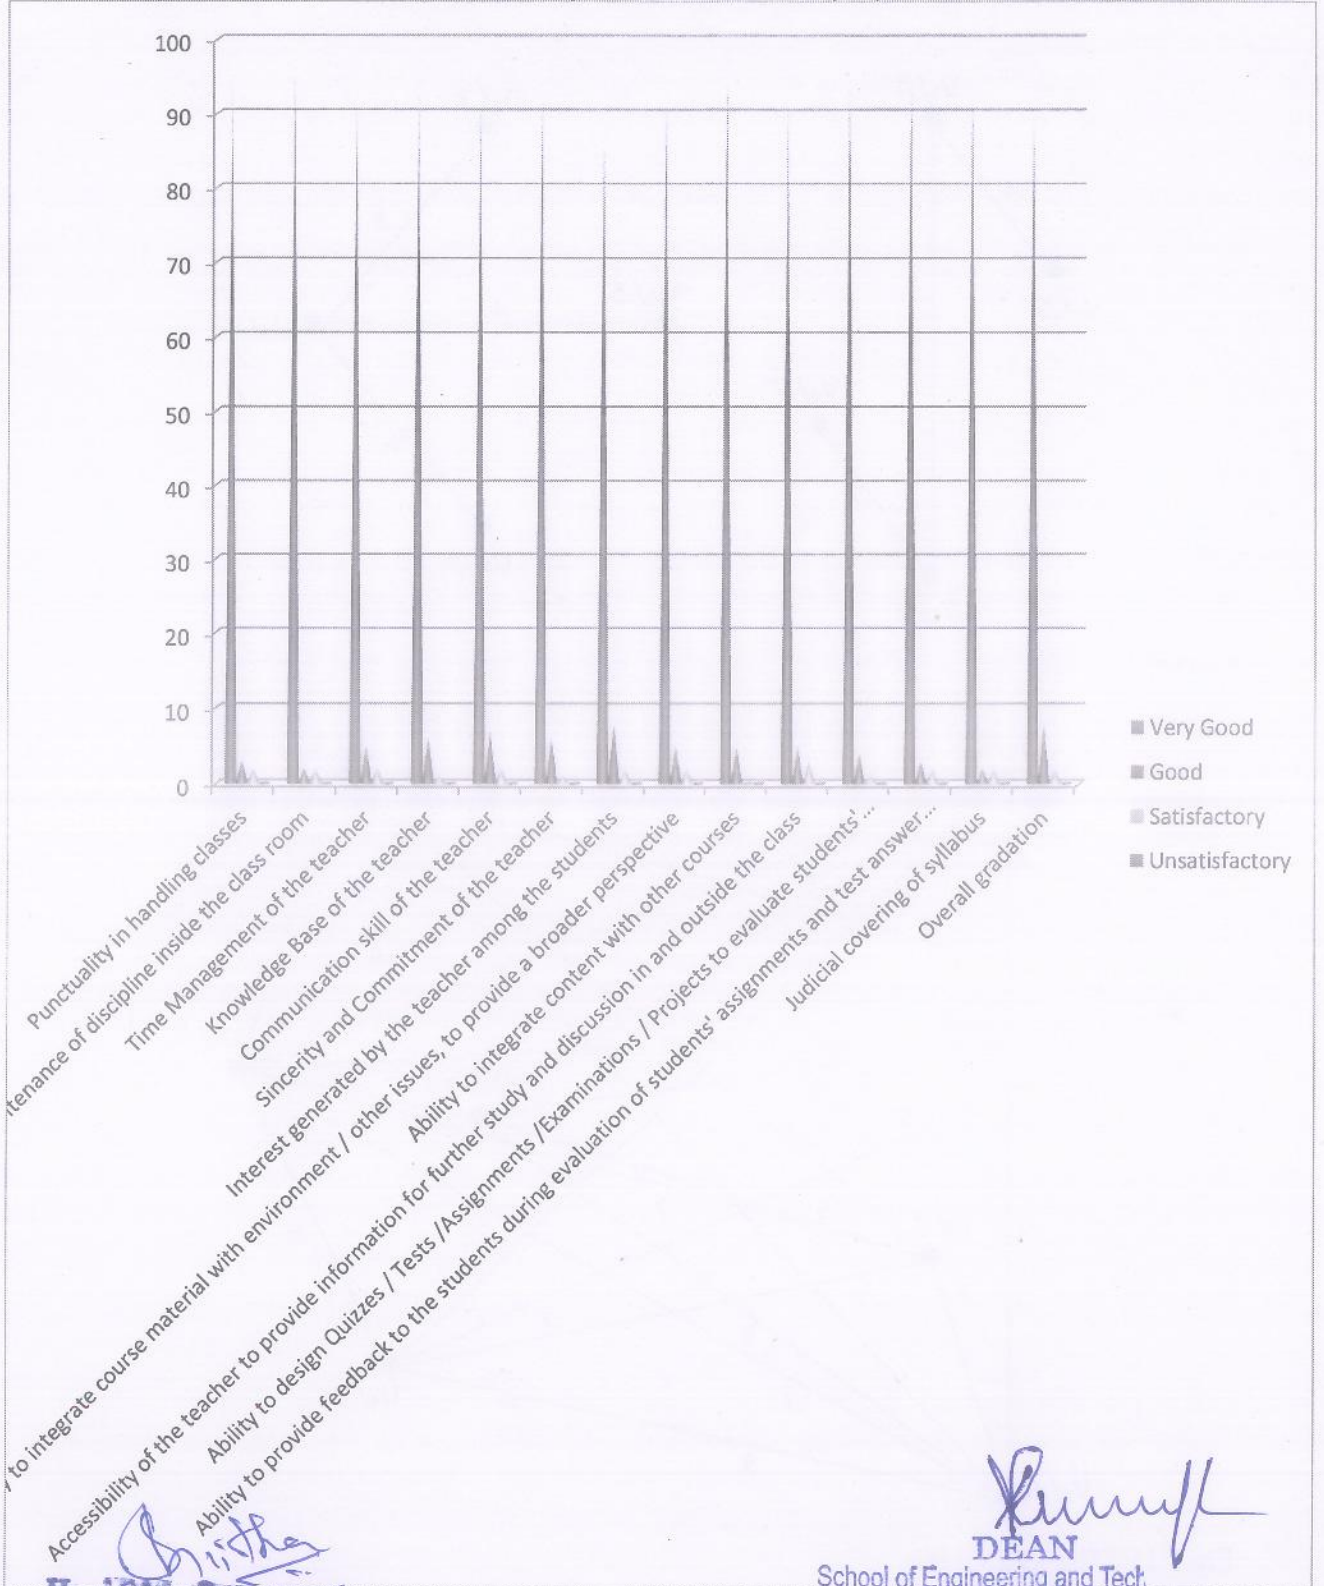 100
90
80
70
60
50
40
30
20
10
0
Very Good
Good
Satisfactory
Unsatisfactory
Punctuality in handling classes
tenance of discipline inside the class room
Time Management of the teacher
Knowledge Base of the teacher
Communication skill of the teacher
Sincerity and Commitment of the teacher
Interest generated by the teacher among the students
to integrate course material with environment / other issues, to provide a broader perspective
Ability to integrate content with other courses
Accessibility of the teacher to provide information for further study and discussion in and outside the class
Ability to design Quizzes / Tests /Assignments /Examinations / Projects to evaluate students'...
Ability to provide feedback to the students during evaluation of students' assignments and test answer...
Judicial covering of syllabus
Overall gradation
DEAN
School of Engineering and Tech